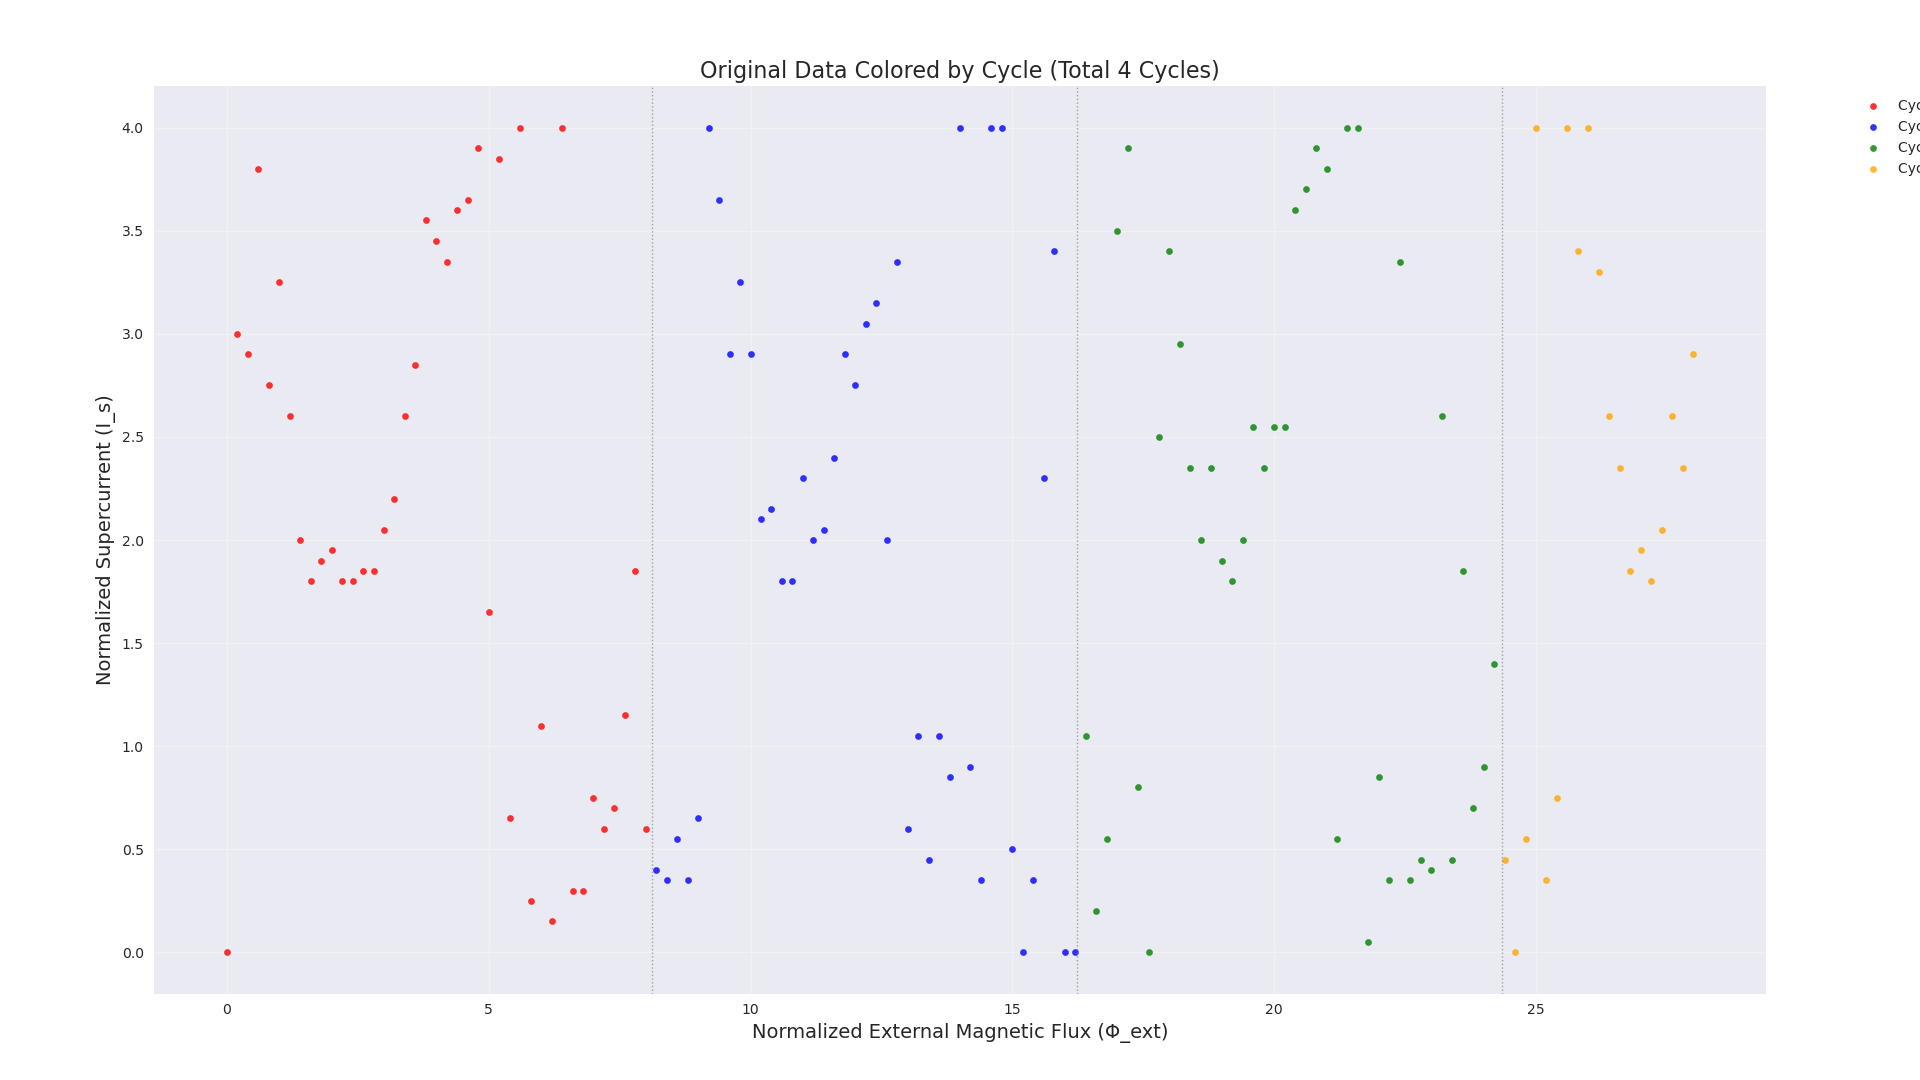 Original Data Colored by Cycle (Total 4 Cycles)
4.0
3.5
3.0
2.5
2.0
1.5
1.0
0.5
0.0
Normalized Supercurrent (I_s)
0
5
10
15
20
25
Normalized External Magnetic Flux (Φ_ext)
Cyc
Cyc
Cyc
Cyc